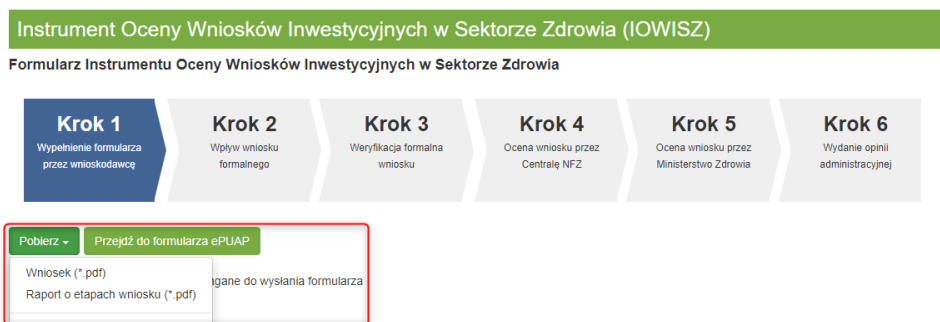 Instrument Oceny Wniosków Inwestycyjnych w Sektorze Zdrowia (IOWISZ)
Formularz Instrumentu Oceny Wniosków Inwestycyjnych w Sektorze Zdrowia
Krok 1
Wypełnienie formularza
przez wnioskodawcę
Krok 2
Wpływ wniosku
formalnego
Krok 3
Weryfikacja formalna
wniosku
Krok 4
Ocena wniosku przez
Centralę NFZ
Krok 5
Ocena wniosku przez
Ministerstwo Zdrowia
Krok 6
Wydanie opinii
administracyjnej
Pobierz
Przejdź do formularza ePUAP
Wniosek (*.pdf)
do wysłania formularza
Raport o etapach wniosku (*.pdf)